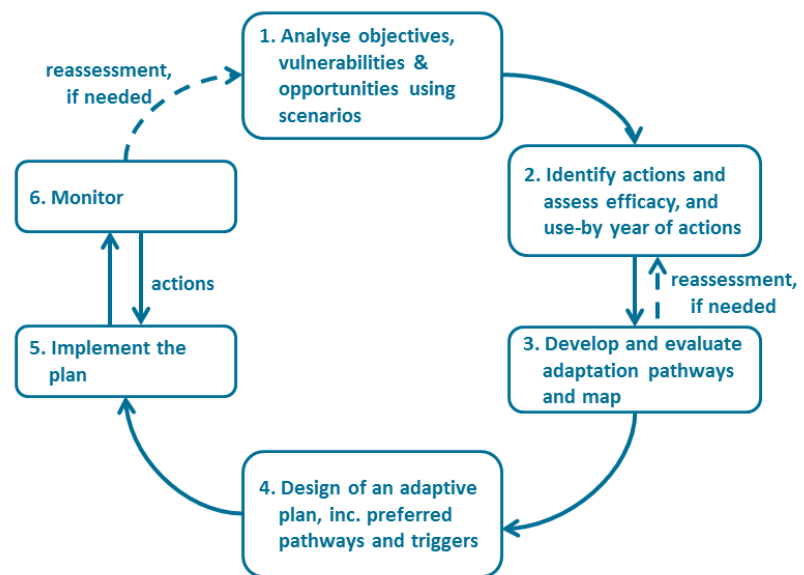 1. Analyse objectives,
vulnerabilities &
opportunities using
scenarios
reassessment,
if needed
2. Identify actions and
assess efficacy, and
use-by year of actions
6. Monitor
actions
reassessment,
if needed
3. Develop and evaluate
adaptation pathways
and map
5. Implement the
plan
4. Design of an adaptive
plan, inc. preferred
pathways and triggers